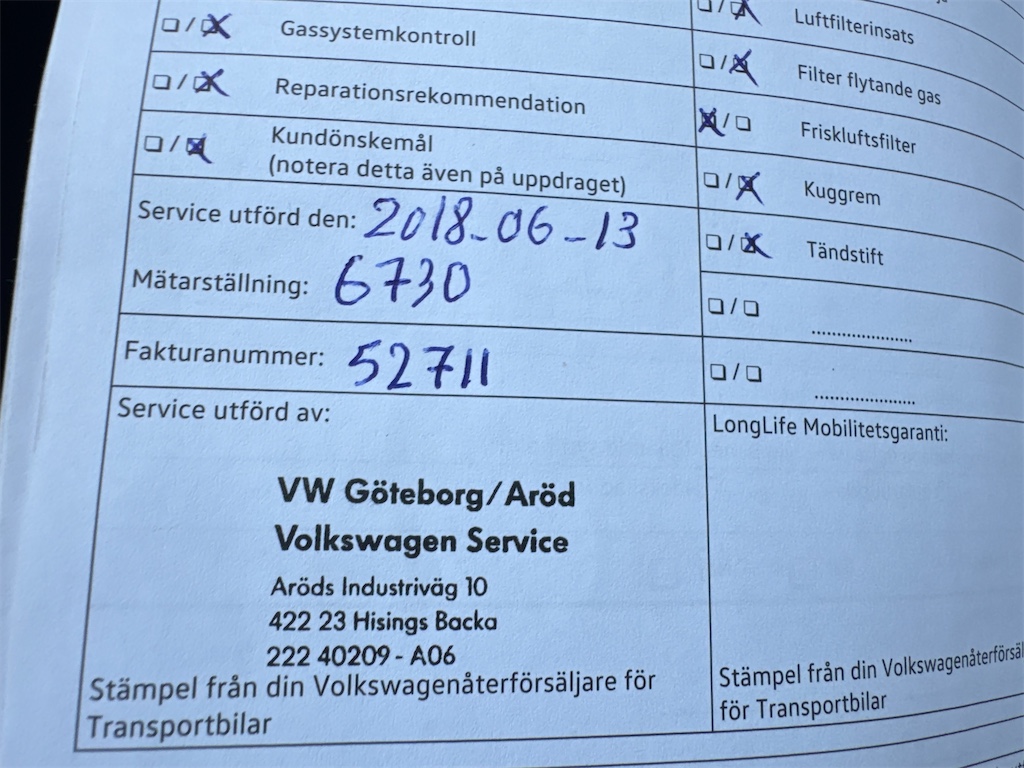 Gassystemkontroll
Reparationsrekommendation
Kundönskemål
(notera detta även på uppdraget)
Service utförd den: 2018-06-13
Mätarställning: 6730
Fakturanummer: 52711
Service utförd av:
VW Göteborg/Aröd
Volkswagen Service
Aröds Industriväg 10
422 23 Hisings Backa
222 40209 - A06
Stämpel från din Volkswagenåterförsäljare för
Transportbilar
Luftfilterinsats
Filter flytande gas
Friskluftsfilter
Kuggrem
Tändstift
LongLife Mobilitetsgaranti:
Stämpel från din
för Transportbilar